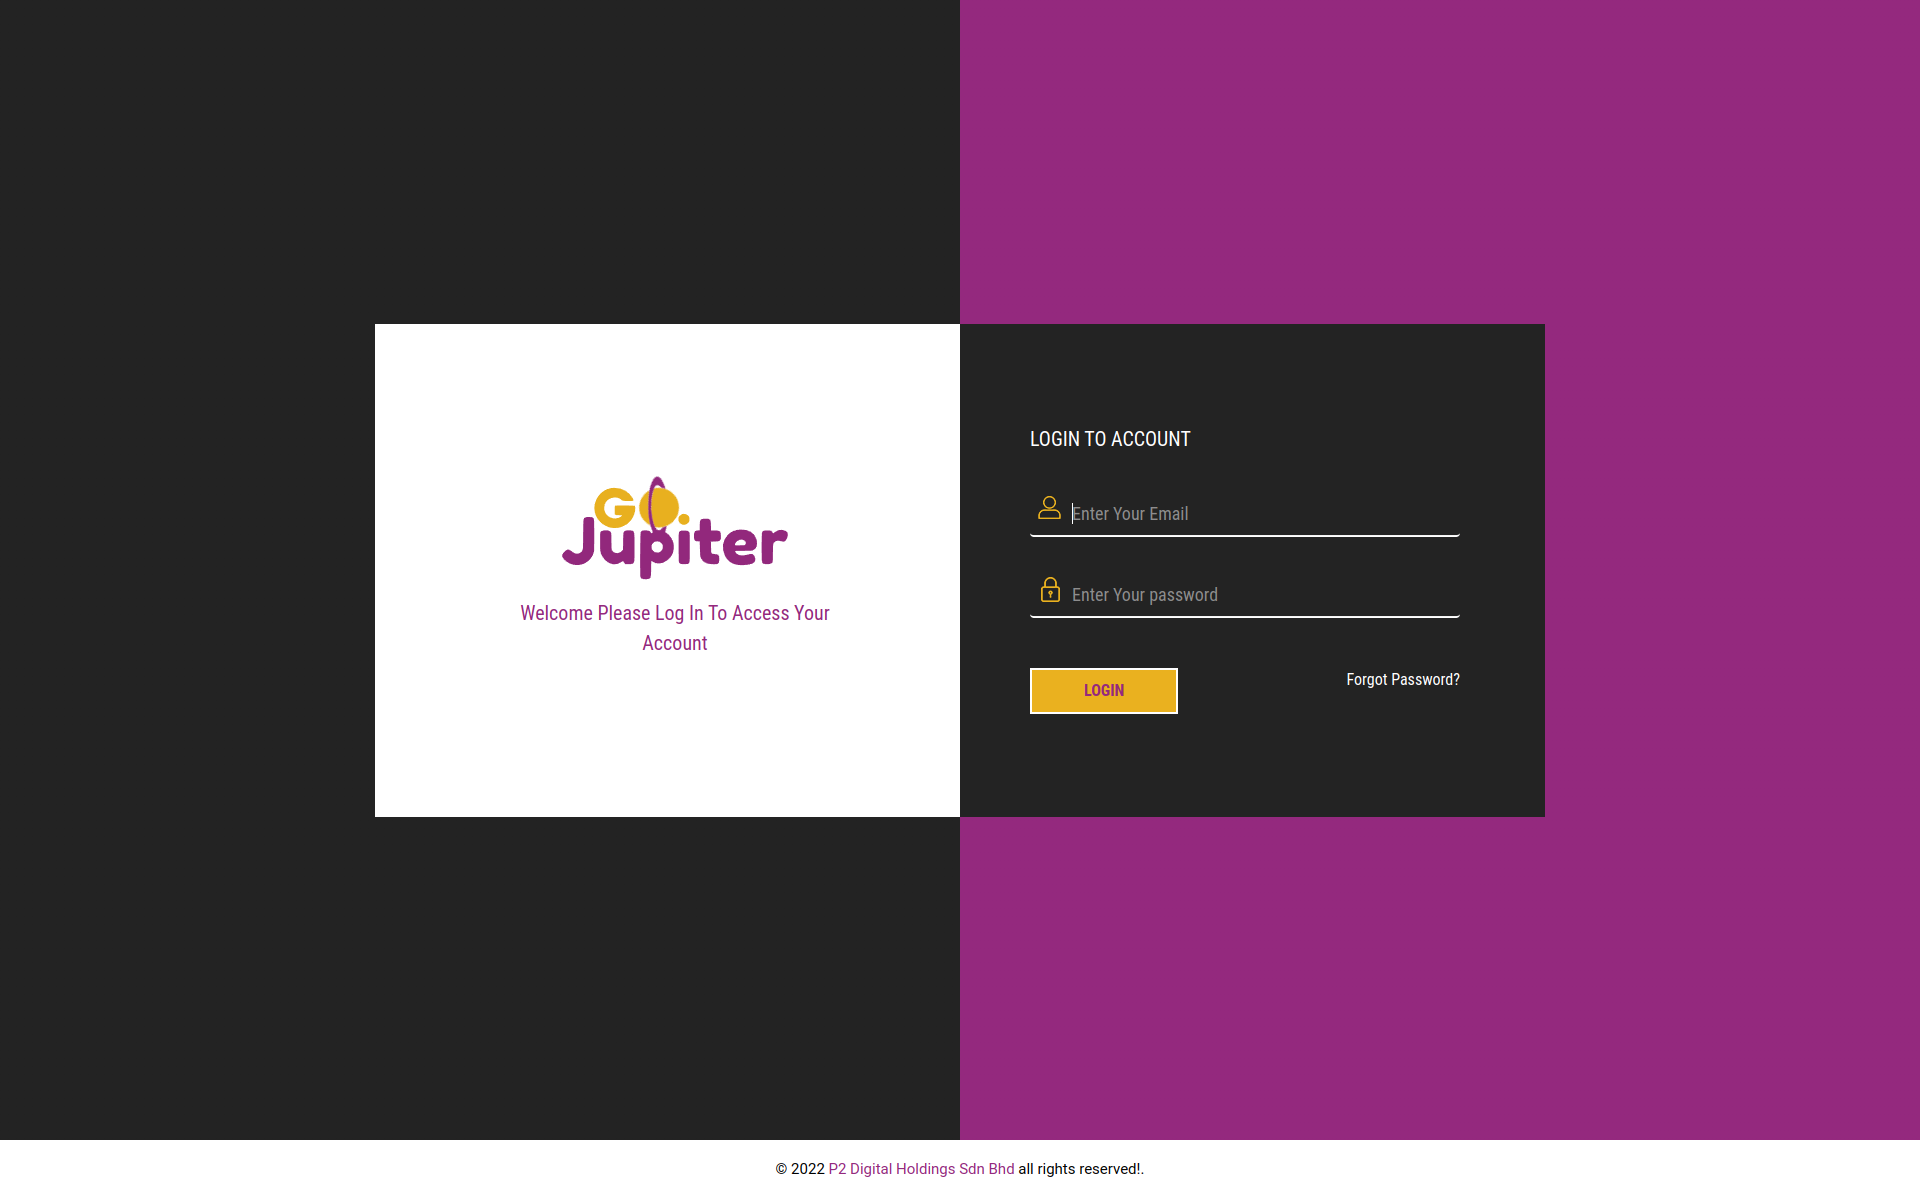 Go
Jupiter
Welcome Please Log In To Access Your
Account
LOGIN TO ACCOUNT
Enter Your Email
Enter Your password
LOGIN
Forgot Password?
© 2022 P2 Digital Holdings Sdn Bhd all rights reserved!.